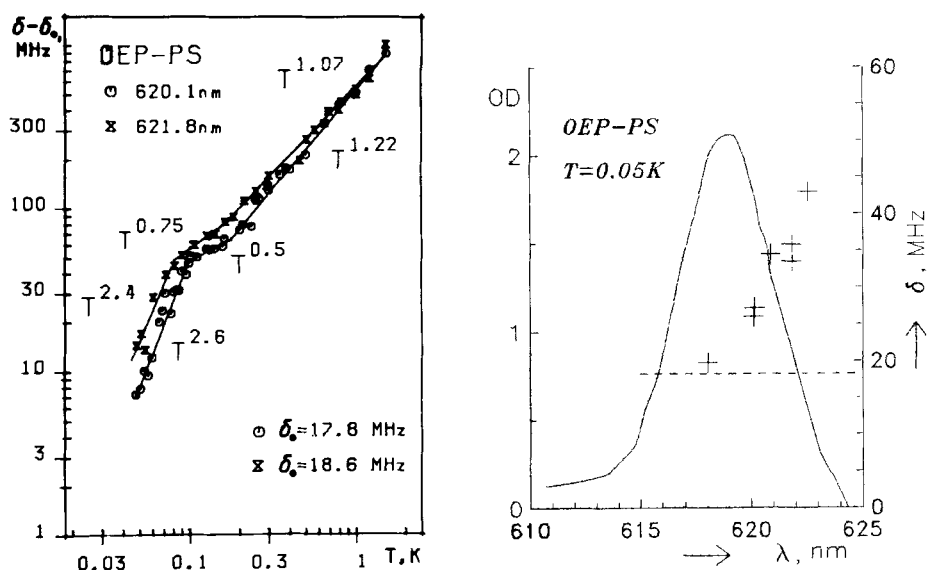 δ-δ₀,
MHz
OEP-PS
⊙ 620.1nm
⧖ 621.8nm
T^1.07
300
T^1.22
100
T^0.75
T^0.5
30
T^2.4
T^2.6
10
⊙ δ₀=17.8 MHz
3
⧖ δ₀=18.6 MHz
1
0.03 0.1 0.3 1 T,K
60
OD
OEP-PS
2
T=0.05K
40
1
20
δ, MHz
0
0
610 615 620 625
λ, nm